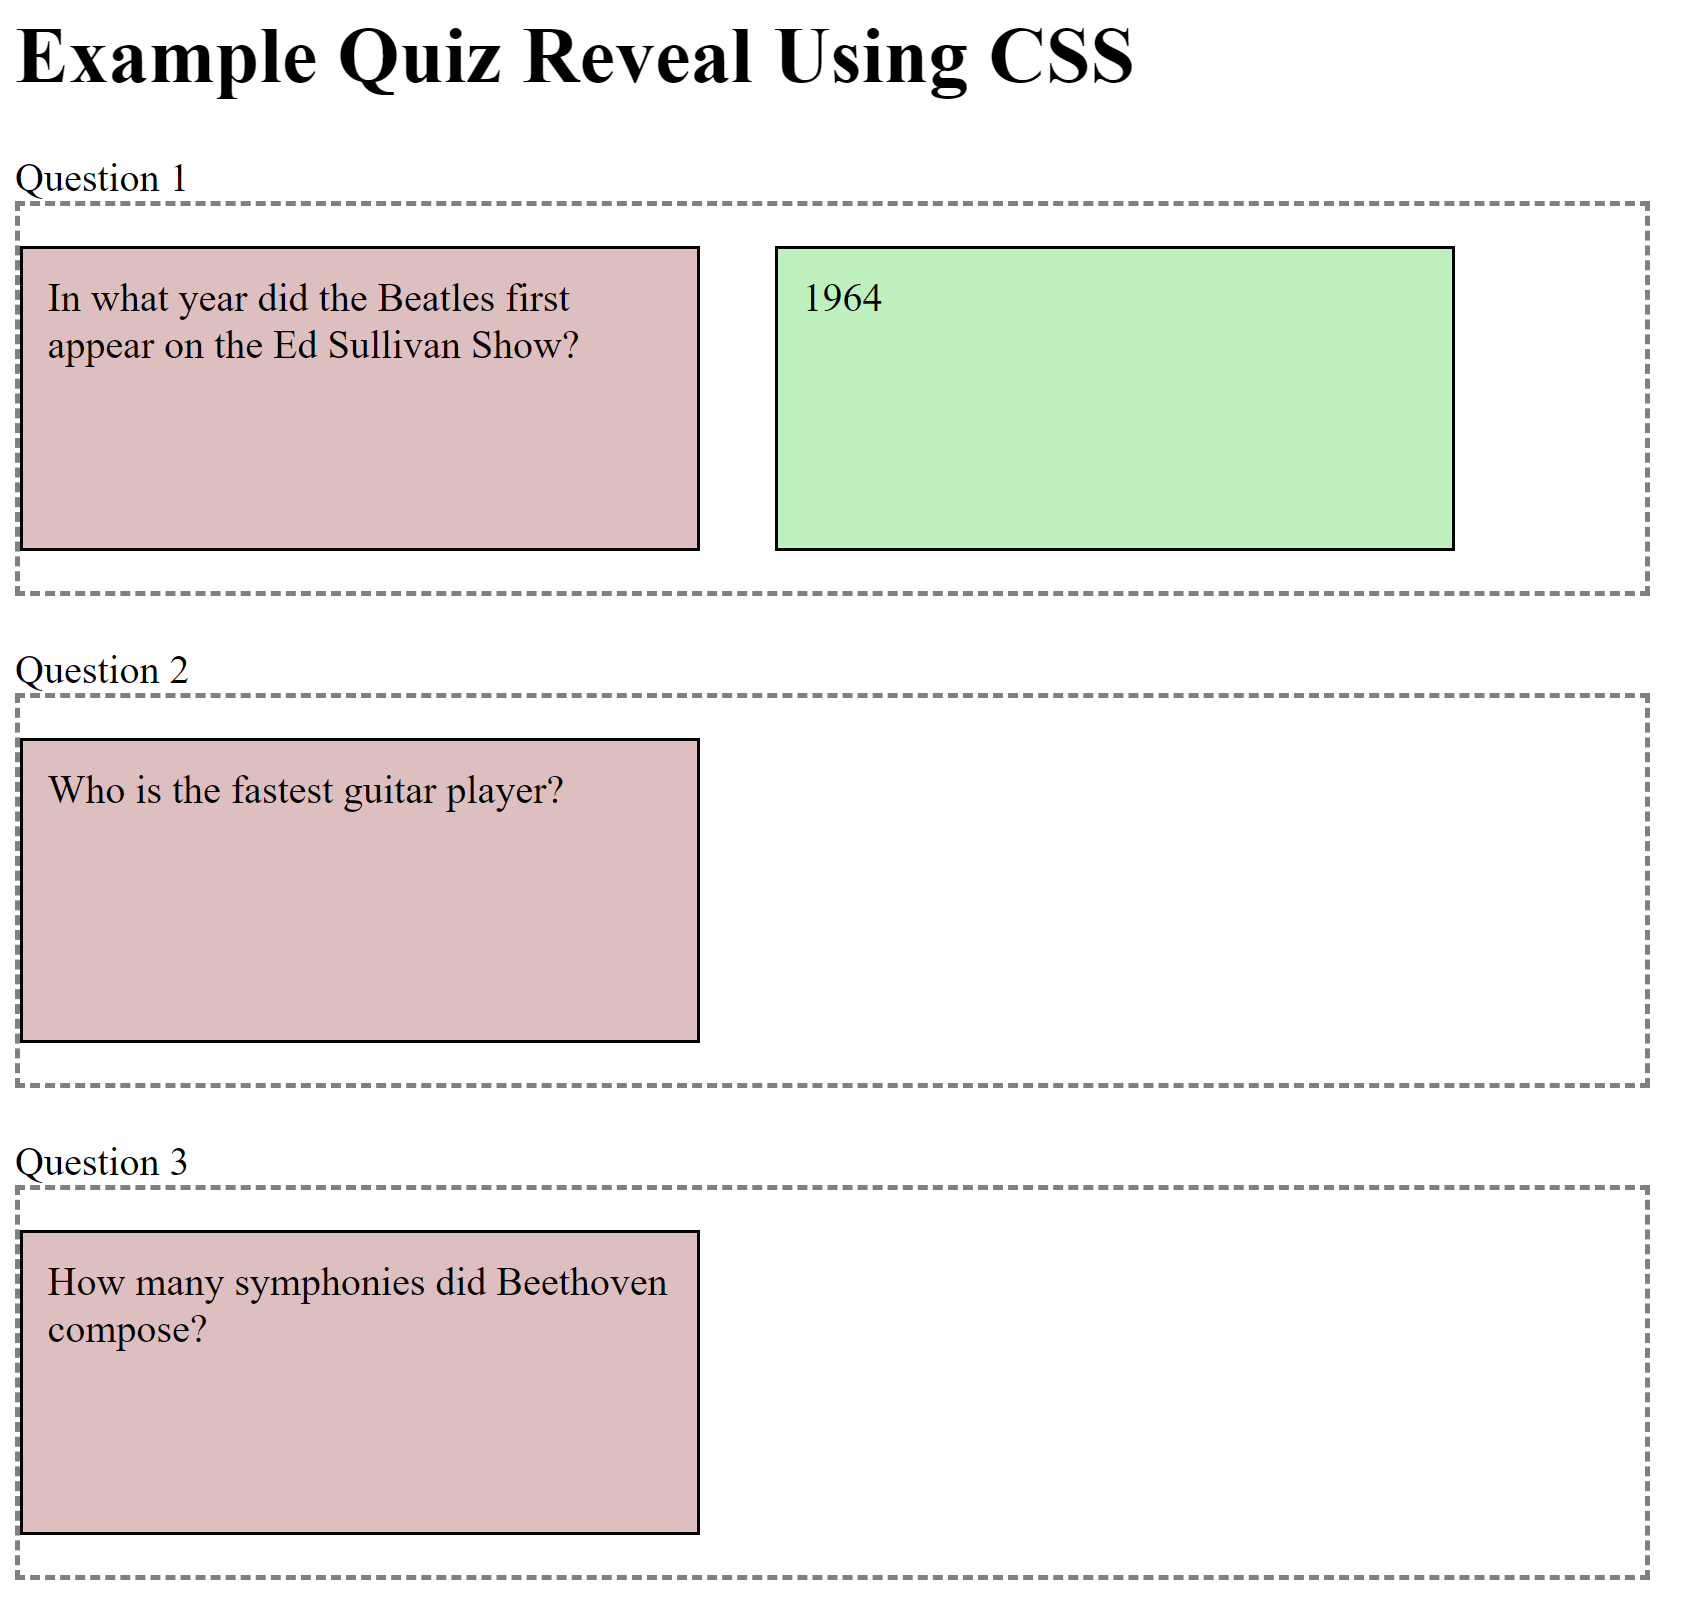 Example Quiz Reveal Using CSS
Question 1
In what year did the Beatles first
appear on the Ed Sullivan Show?
1964
Question 2
Who is the fastest guitar player?
Question 3
How many symphonies did Beethoven
compose?